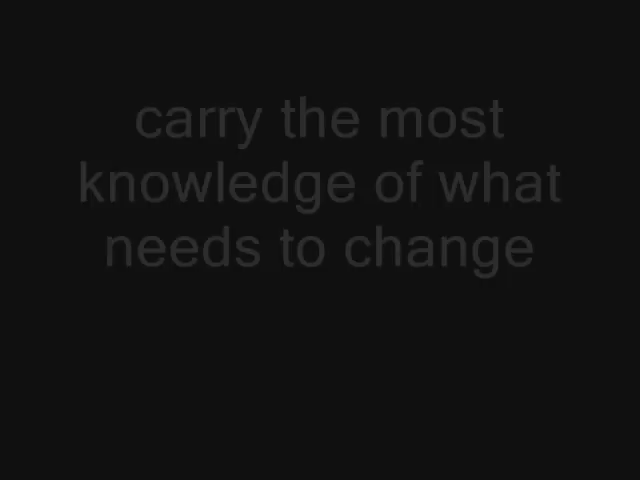 carry the most
knowledge of what
needs to change